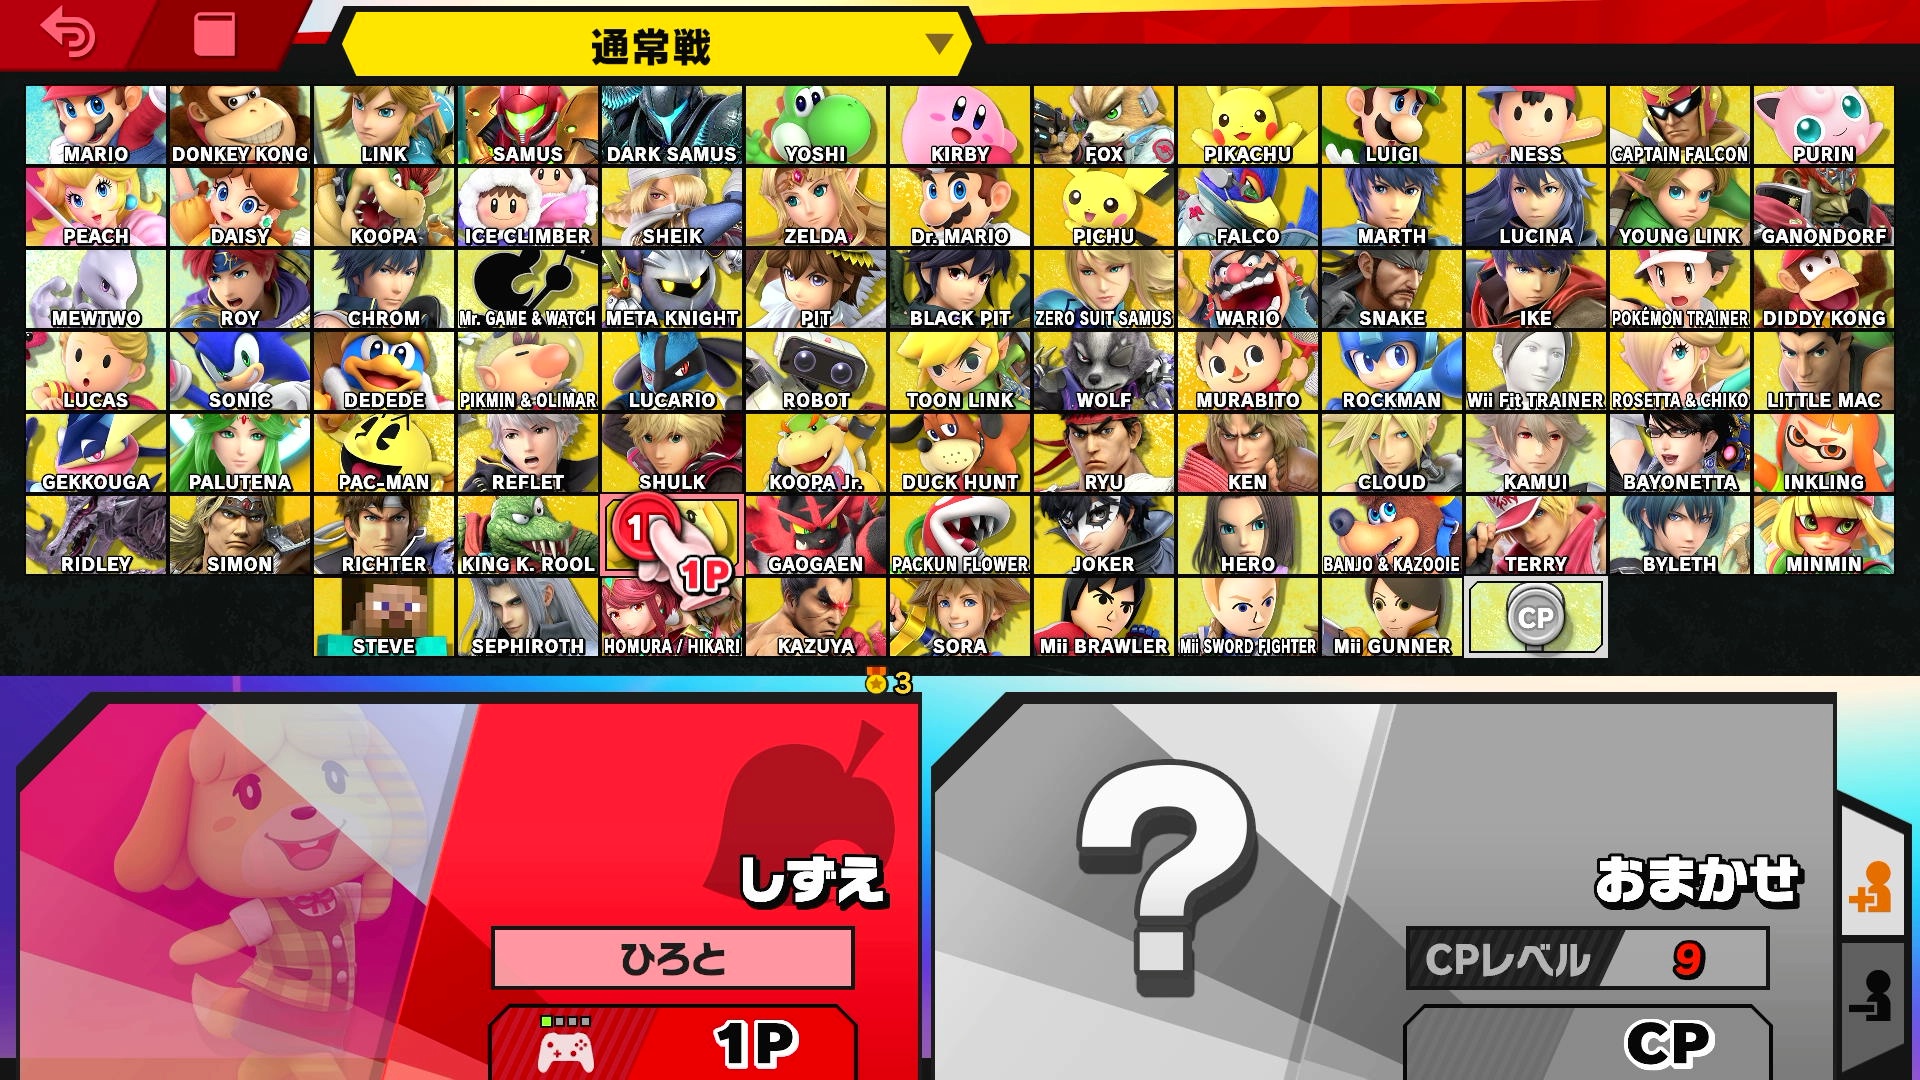 通常戦
MARIO
DONKEY KONG
LINK
SAMUS
DARK SAMUS
YOSHI
KIRBY
FOX
PIKACHU
LUIGI
NESS
CAPTAIN FALCON
PURIN
PEACH
DAISY
KOOPA
ICE CLIMBER
SHEIK
ZELDA
Dr. MARIO
PICHU
FALCO
MARTH
LUCINA
YOUNG LINK
GANONDORF
MEWTWO
ROY
CHROM
Mr. GAME & WATCH
META KNIGHT
PIT
BLACK PIT
ZERO SUIT SAMUS
WARIO
SNAKE
IKE
POKÉMON TRAINER
DIDDY KONG
LUCAS
SONIC
DEDEDE
PIKMIN & OLIMAR
LUCARIO
ROBOT
TOON LINK
WOLF
MURABITO
ROCKMAN
Wii Fit TRAINER
ROSETTA & CHIKO
LITTLE MAC
GEKKOUGA
PALUTENA
PAC-MAN
REFLET
SHULK
KOOPA Jr.
DUCK HUNT
RYU
KEN
CLOUD
KAMUI
BAYONETTA
INKLING
RIDLEY
SIMON
RICHTER
KING K. ROOL
1P
GAOGAEN
PACKUN FLOWER
JOKER
HERO
BANJO & KAZOOIE
TERRY
BYLETH
MINMIN
STEVE
SEPHIROTH
HOMURA / HIKARI
KAZUYA
SORA
Mii BRAWLER
Mii SWORD FIGHTER
Mii GUNNER
CP
3
しずえ
ひろと
1P
?
おまかせ
CPレベル 9
CP